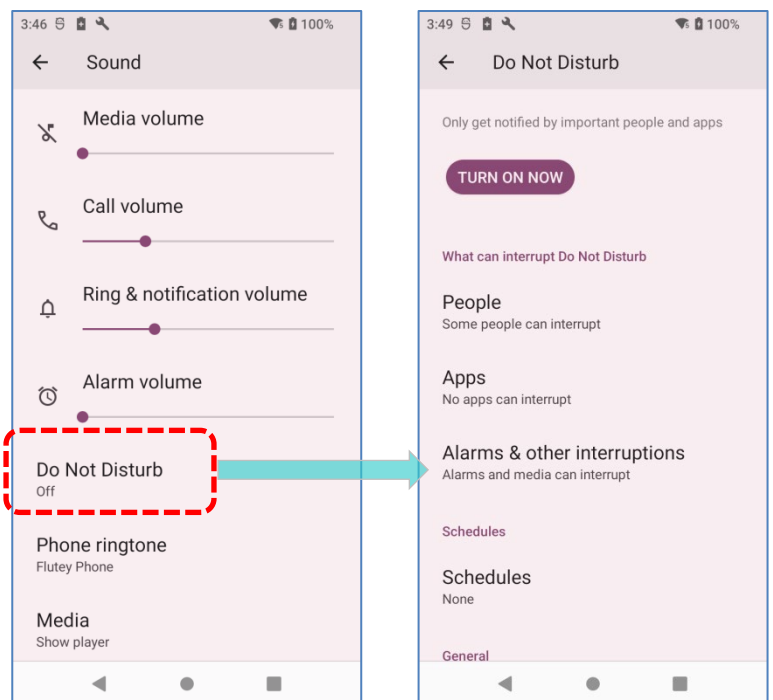 3:46 100%
Sound
Media volume
Call volume
Ring & notification volume
Alarm volume
Do Not Disturb
Off
Phone ringtone
Flutey Phone
Media
Show player
3:49 100%
Do Not Disturb
Only get notified by important people and apps
TURN ON NOW
What can interrupt Do Not Disturb
People
Some people can interrupt
Apps
No apps can interrupt
Alarms & other interruptions
Alarms and media can interrupt
Schedules
Schedules
None
General